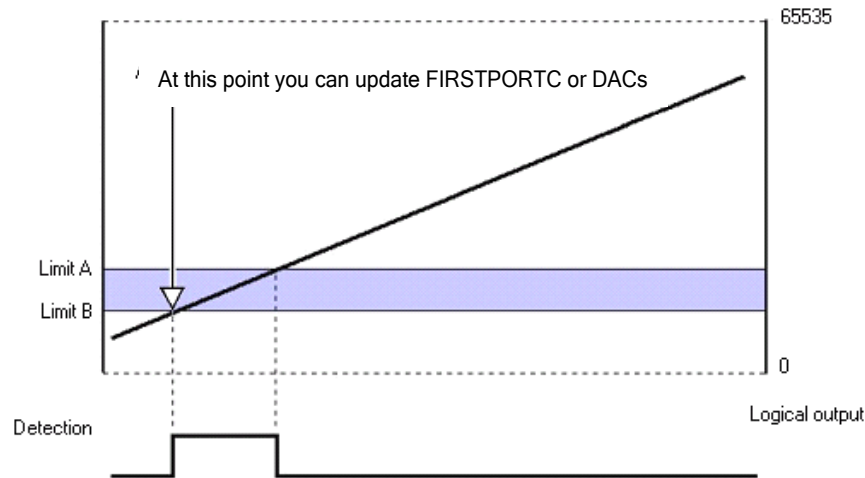 65535
At this point you can update FIRSTPORTC or DACs
Limit A
Limit B
0
Logical output
Detection